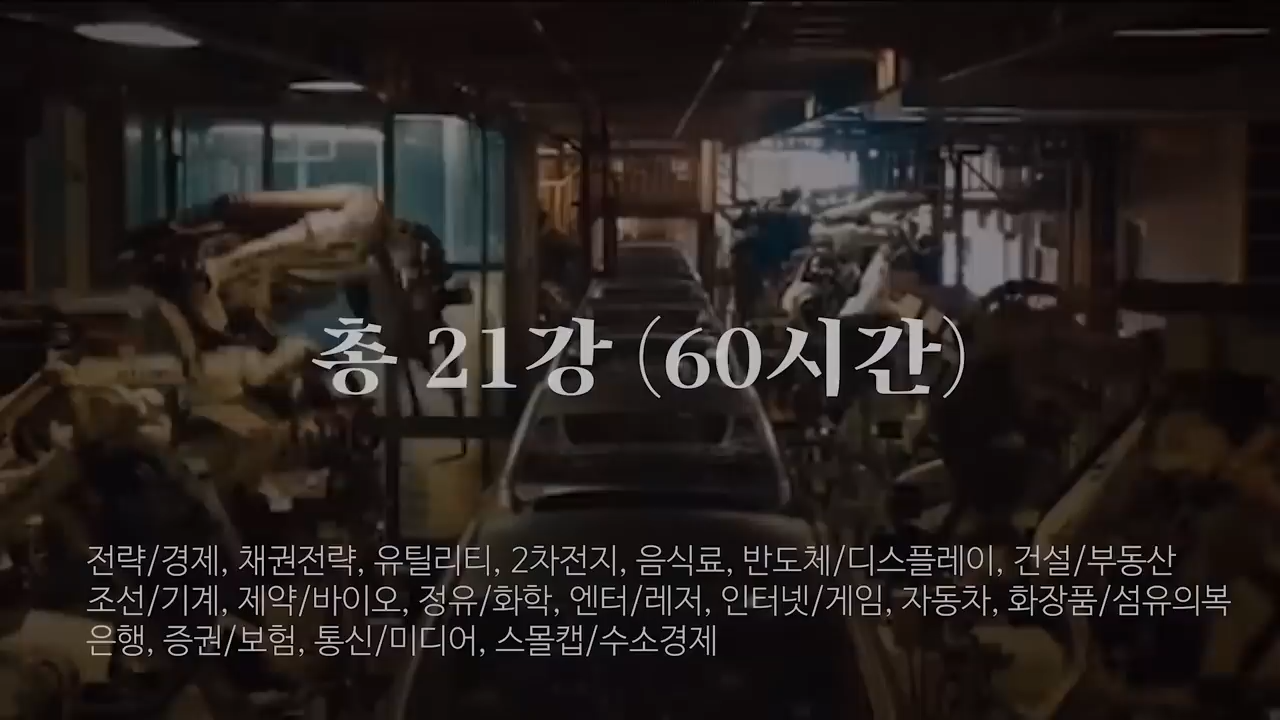 총 21강 (60시간)
전략/경제, 채권전략, 유틸리티, 2차전지, 음식료, 반도체/디스플레이, 건설/부동산
조선/기계, 제약/바이오, 정유/화학, 엔터/레저, 인터넷/게임, 자동차, 화장품/섬유의복
은행, 증권/보험, 통신/미디어, 스몰캡/수소경제